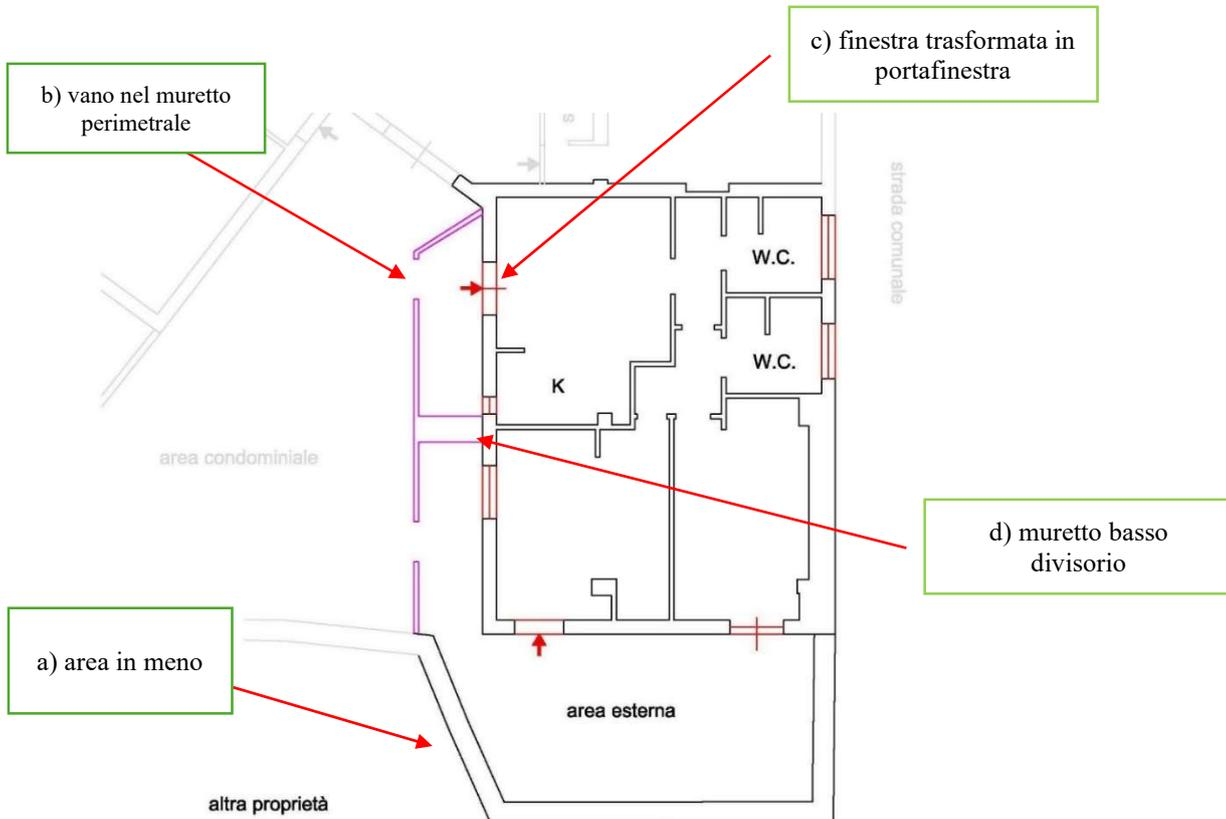 c) finestra trasformata in
portafinestra
b) vano nel muretto
perimetrale
s
strada comunale
W.C.
W.C.
K
area condominiale
d) muretto basso
divisorio
a) area in meno
area esterna
altra proprietà